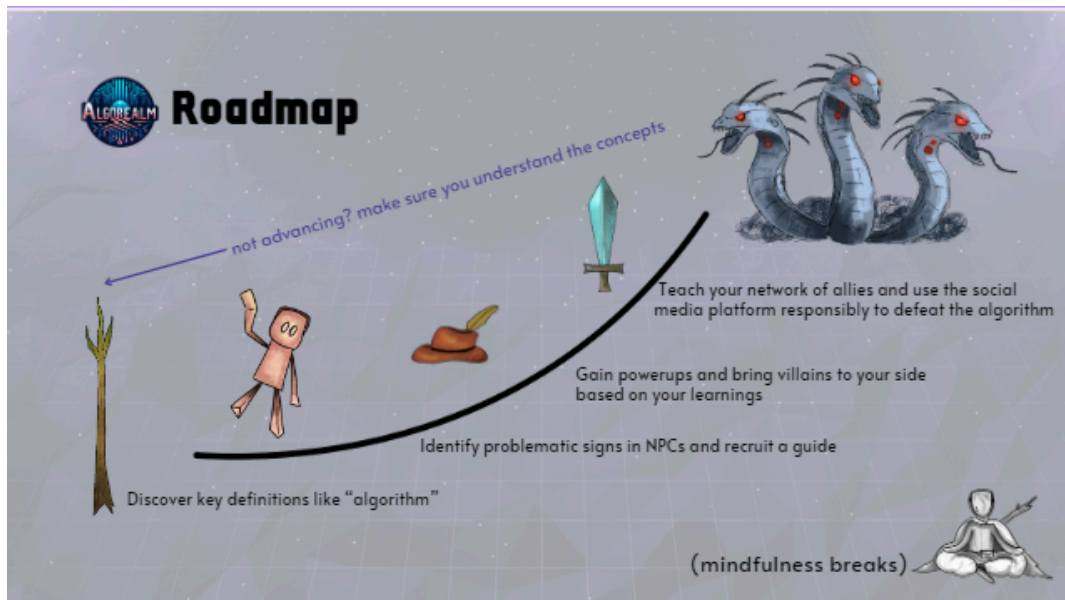 ALGOREALM
Roadmap
not advancing? make sure you understand the concepts
Teach your network of allies and use the social
media platform responsibly to defeat the algorithm
Gain powerups and bring villains to your side
based on your learnings
Identify problematic signs in NPCs and recruit a guide
Discover key definitions like “algorithm”
(mindfulness breaks)